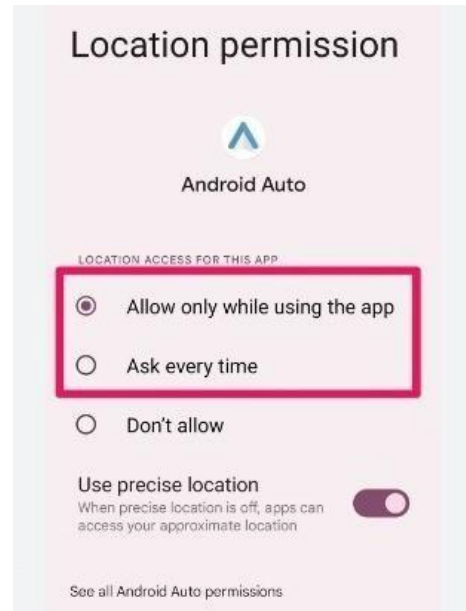 Location permission
Android Auto
LOCATION ACCESS FOR THIS APP
Allow only while using the app
Ask every time
Don't allow
Use precise location
When precise location is off, apps can
access your approximate location
See all Android Auto permissions